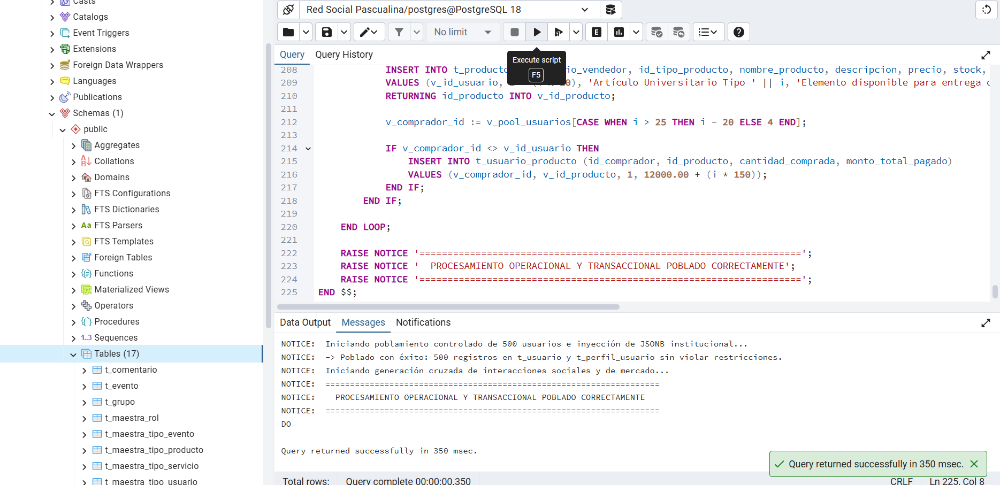 Casts
Catalogs
Event Triggers
Extensions
Foreign Data Wrappers
Languages
Publications
Schemas (1)
public
Aggregates
Collations
Domains
FTS Configurations
FTS Dictionaries
Aa FTS Parsers
FTS Templates
Foreign Tables
Functions
Materialized Views
Operators
Procedures
1..3 Sequences
Tables (17)
t_comentario
t_evento
t_grupo
t_maestra_rol
t_maestra_tipo_evento
t_maestra_tipo_producto
t_maestra_tipo_servicio
t_maestra_tipo_usuario
Red Social Pascualina/postgres@PostgreSQL 18
No limit
E
Query Query History
Execute script
F5
208 INSERT INTO t_producto io_vendedor, id_tipo_producto, nombre_producto, descripcion, precio, stock,
209 VALUES (v_id_usuario, 0), 'Artículo Universitario Tipo ' || i, 'Elemento disponible para entrega
210 RETURNING id_producto INTO v_id_producto;
211
212 v_comprador_id := v_pool_usuarios[CASE WHEN i > 25 THEN i - 20 ELSE 4 END];
213
214 IF v_comprador_id <> v_id_usuario THEN
215 INSERT INTO t_usuario_producto (id_comprador, id_producto, cantidad_comprada, monto_total_pagado)
216 VALUES (v_comprador_id, v_id_producto, 1, 12000.00 + (i * 150));
217 END IF;
218 END IF;
219
220 END LOOP;
221
222 RAISE NOTICE '====================================================================';
223 RAISE NOTICE '  PROCESAMIENTO OPERACIONAL Y TRANSACCIONAL POBLADO CORRECTAMENTE';
224 RAISE NOTICE '====================================================================';
225 END $$;
Data Output Messages Notifications
NOTICE:  Iniciando poblamiento controlado de 500 usuarios e inyección de JSONB institucional...
NOTICE:  -> Poblado con éxito: 500 registros en t_usuario y t_perfil_usuario sin violar restricciones.
NOTICE:  Iniciando generación cruzada de interacciones sociales y de mercado...
NOTICE:  ====================================================================
NOTICE:    PROCESAMIENTO OPERACIONAL Y TRANSACCIONAL POBLADO CORRECTAMENTE
NOTICE:  ====================================================================
DO
Query returned successfully in 350 msec.
Query returned successfully in 350 msec.
Total rows: Query complete 00:00:00.350 CRLF Ln 225, Col 8